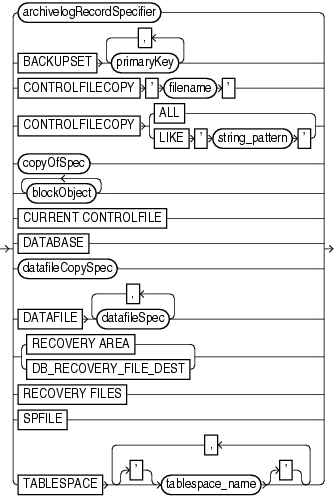 archivelogRecordSpecifier
,
BACKUPSET primaryKey
CONTROLFILECOPY ' filename '
ALL
CONTROLFILECOPY LIKE ' string_pattern '
copyOfSpec
blockObject
CURRENT CONTROLFILE
DATABASE
datafileCopySpec
,
DATAFILE datafileSpec
RECOVERY AREA
DB_RECOVERY_FILE_DEST
RECOVERY FILES
SPFILE
,
' '
TABLESPACE tablespace_name